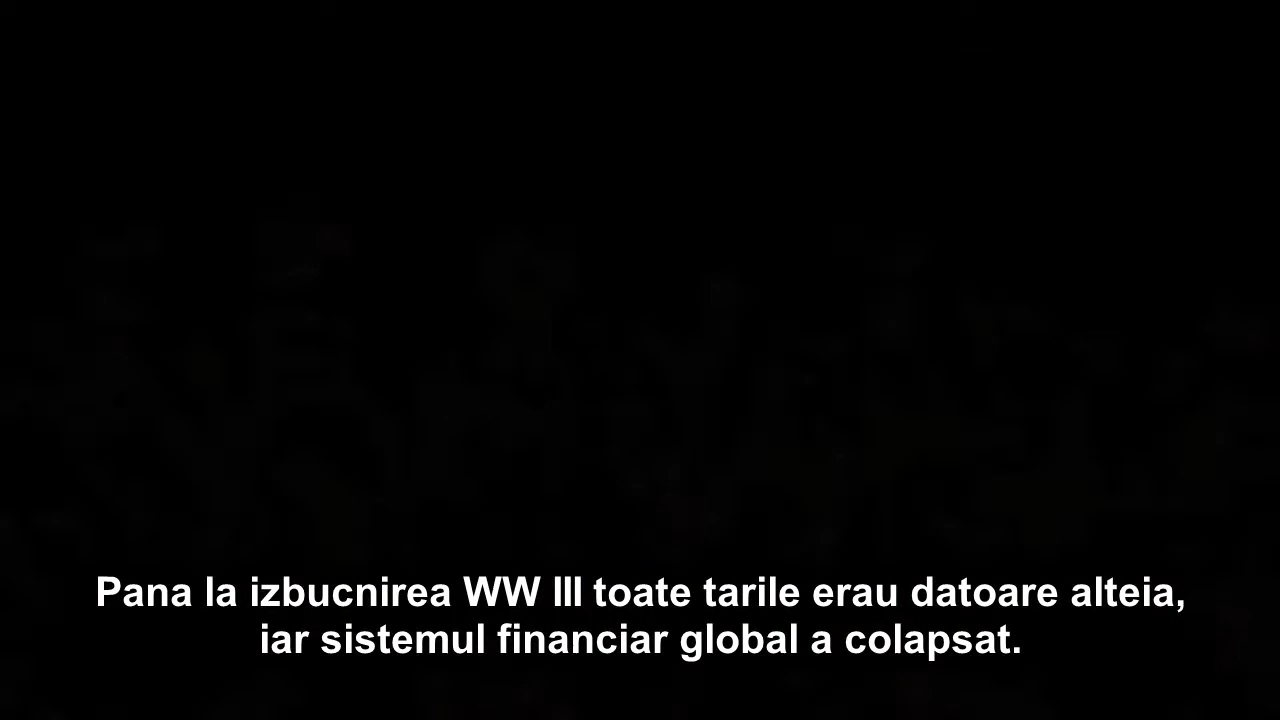 Pana la izbucnirea WW III toate tarile erau datoare alteia,
iar sistemul financiar global a colapsat.